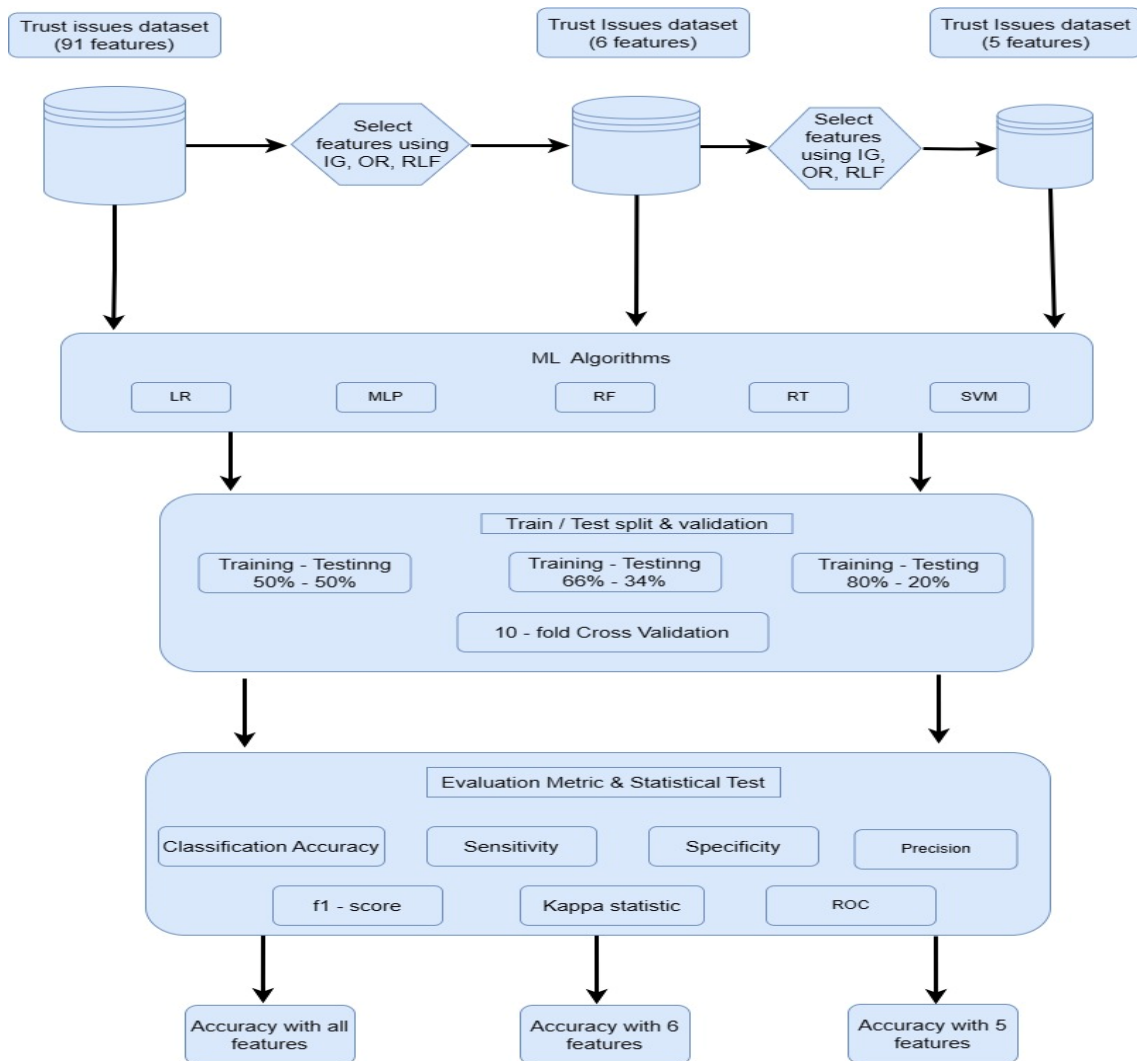 Trust issues dataset
(91 features)
Trust Issues dataset
(6 features)
Trust Issues dataset
(5 features)
Select
features using
IG, OR, RLF
Select
features
using IG,
OR, RLF
ML Algorithms
LR
MLP
RF
RT
SVM
Train / Test split & validation
Training - Testinng
50% - 50%
Training - Testinng
66% - 34%
Training - Testing
80% - 20%
10 - fold Cross Validation
Evaluation Metric & Statistical Test
Classification Accuracy
Sensitivity
Specificity
Precision
f1 - score
Kappa statistic
ROC
Accuracy with all
features
Accuracy with 6
features
Accuracy with 5
features